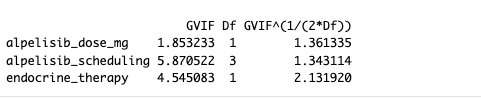 GVIF Df GVIF^(1/(2*Df))
alpelisib_dose_mg 1.853233 1 1.361335
alpelisib_scheduling 5.870522 3 1.343114
endocrine_therapy 4.545083 1 2.131920